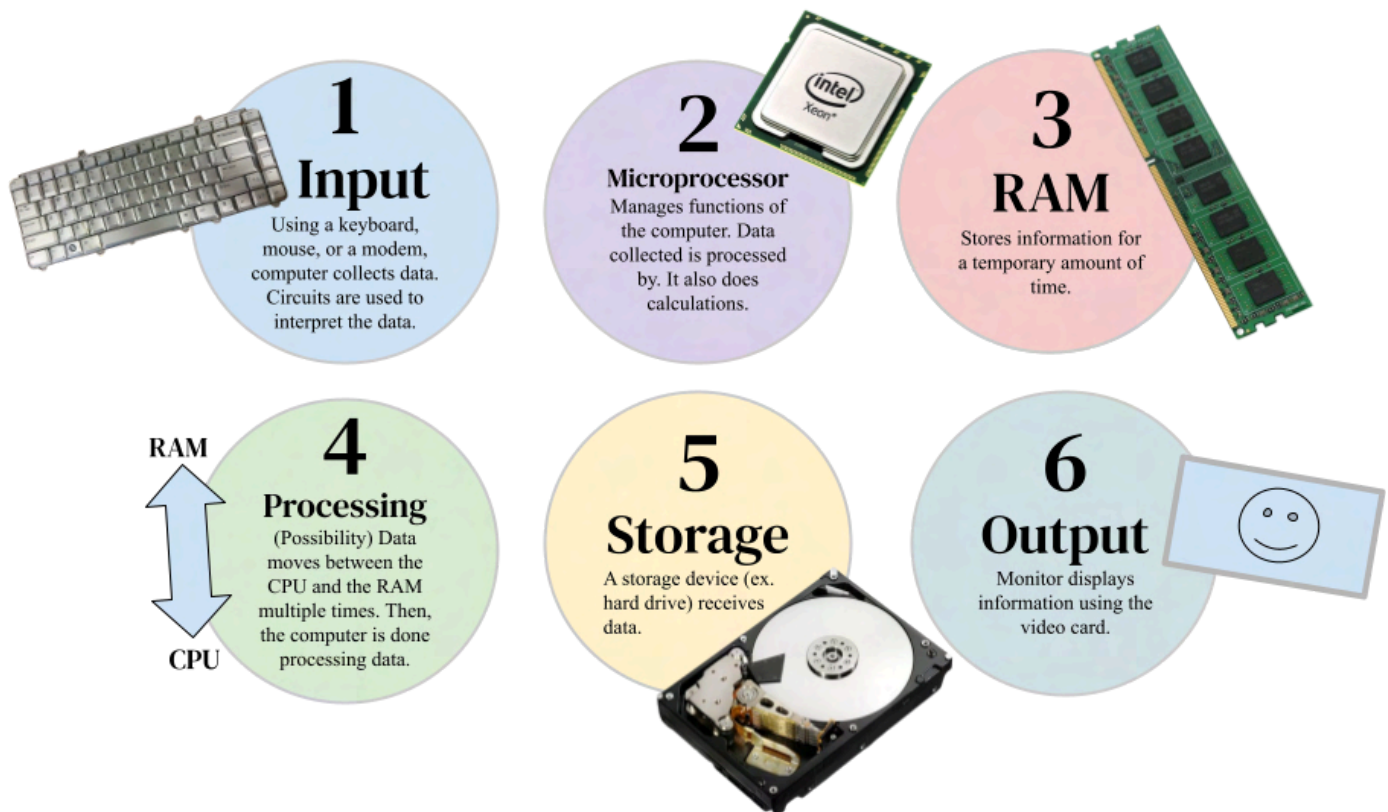 1
Input
Using a keyboard,
mouse, or a modem,
computer collects data.
Circuits are used to
interpret the data.
2
Microprocessor
Manages functions of
the computer. Data
collected is processed
by. It also does
calculations.
intel
Xeon®
3
RAM
Stores information for
a temporary amount of
time.
RAM
CPU
4
Processing
(Possibility) Data
moves between the
CPU and the RAM
multiple times. Then,
the computer is done
processing data.
5
Storage
A storage device (ex.
hard drive) receives
data.
6
Output
Monitor displays
information using the
video card.